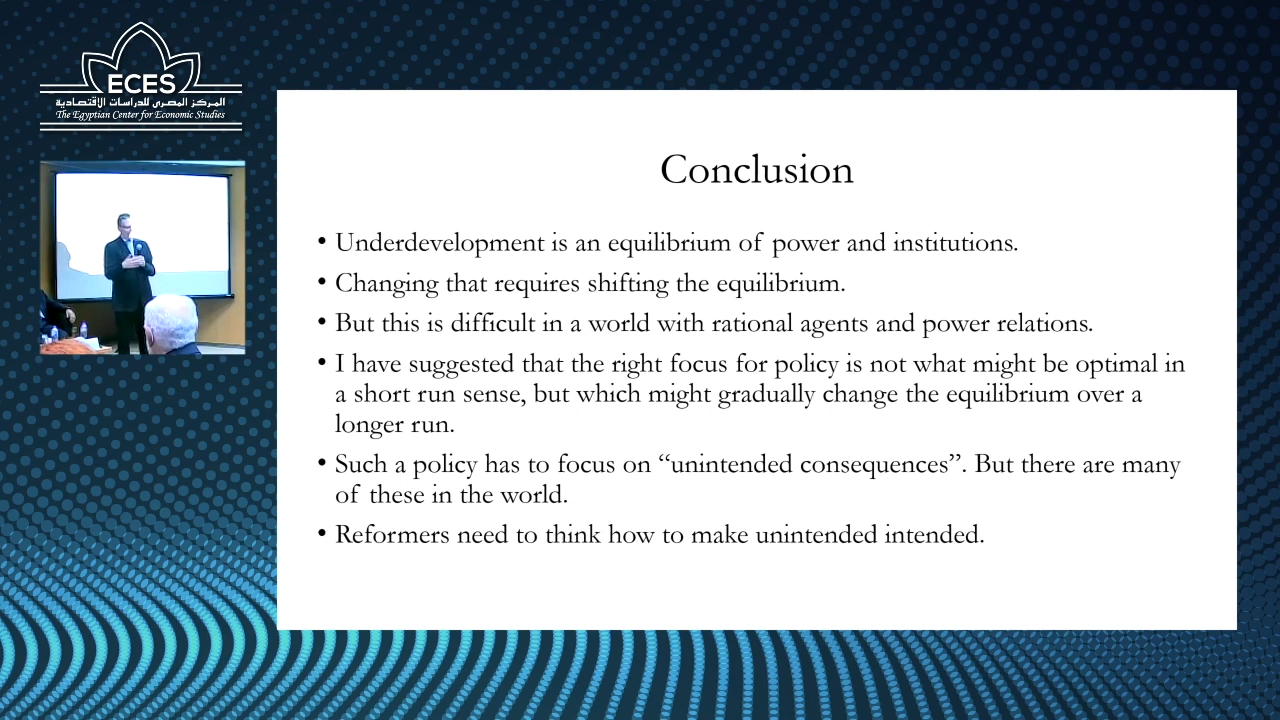 ECES
المركز المصرى للدراسات الاقتصادية
The Egyptian Center for Economic Studies
Conclusion
• Underdevelopment is an equilibrium of power and institutions.
• Changing that requires shifting the equilibrium.
• But this is difficult in a world with rational agents and power relations.
• I have suggested that the right focus for policy is not what might be optimal in
a short run sense, but which might gradually change the equilibrium over a
longer run.
• Such a policy has to focus on “unintended consequences”. But there are many
of these in the world.
• Reformers need to think how to make unintended intended.